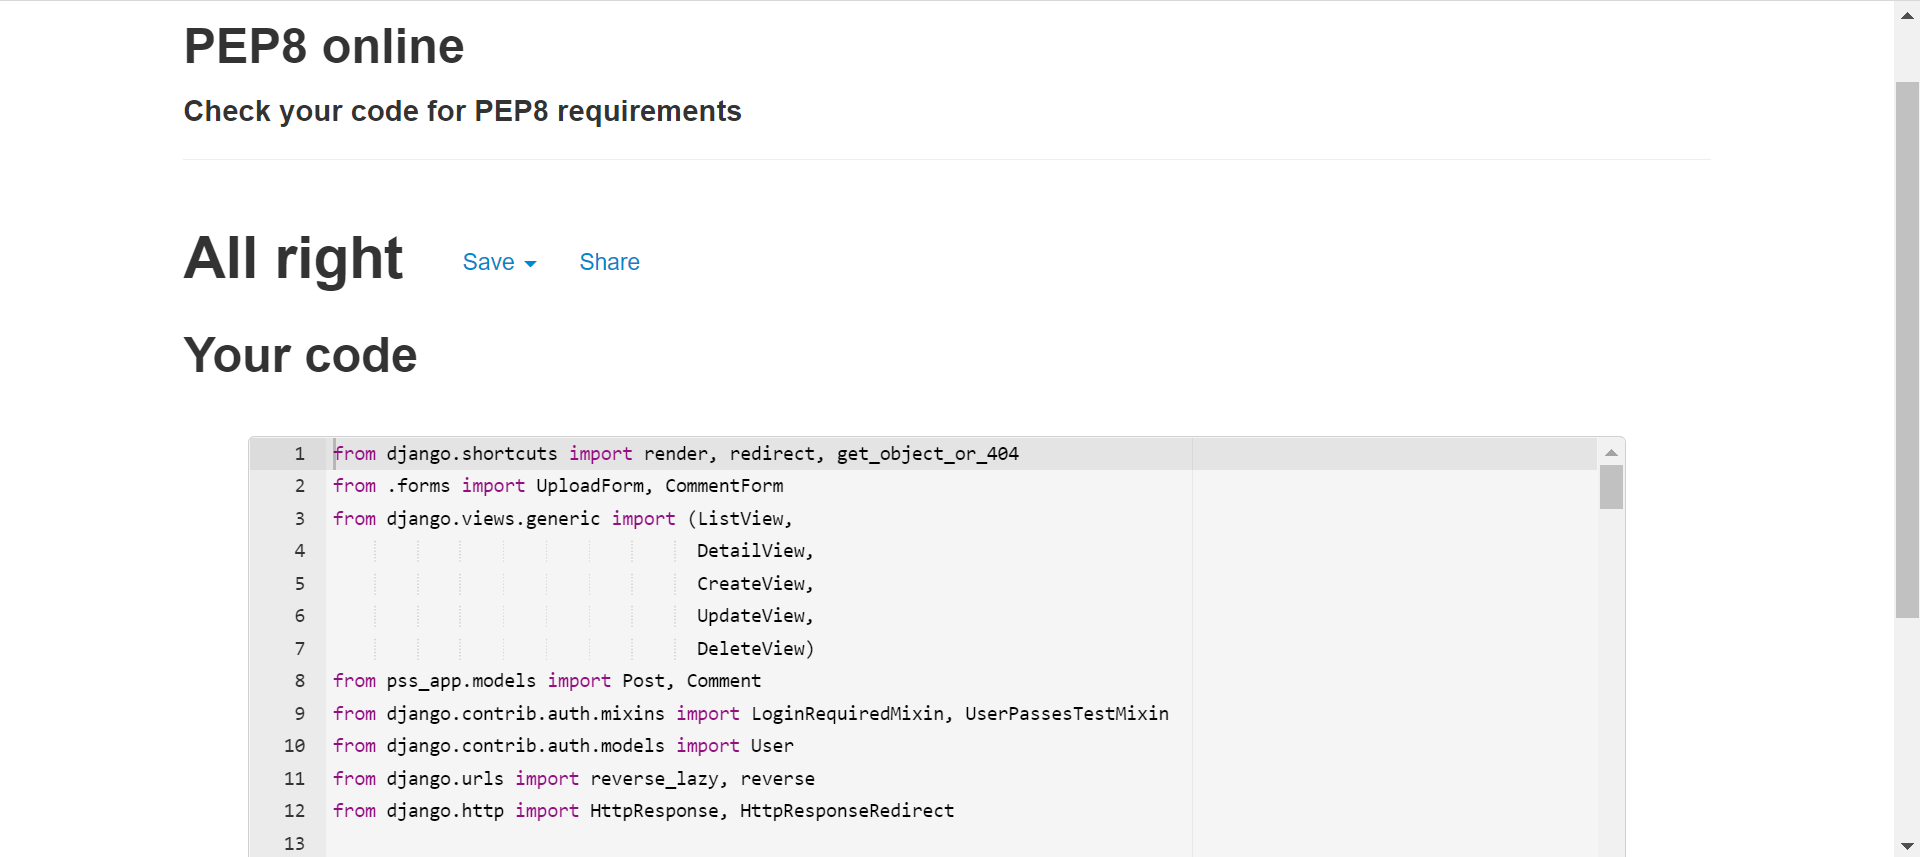 PEP8 online
Check your code for PEP8 requirements
All right Save Share
Your code
1 from django.shortcuts import render, redirect, get_object_or_404
2 from .forms import UploadForm, CommentForm
3 from django.views.generic import (ListView,
4 DetailView,
5 CreateView,
6 UpdateView,
7 DeleteView)
8 from pss_app.models import Post, Comment
9 from django.contrib.auth.mixins import LoginRequiredMixin, UserPassesTestMixin
10 from django.contrib.auth.models import User
11 from django.urls import reverse_lazy, reverse
12 from django.http import HttpResponse, HttpResponseRedirect
13